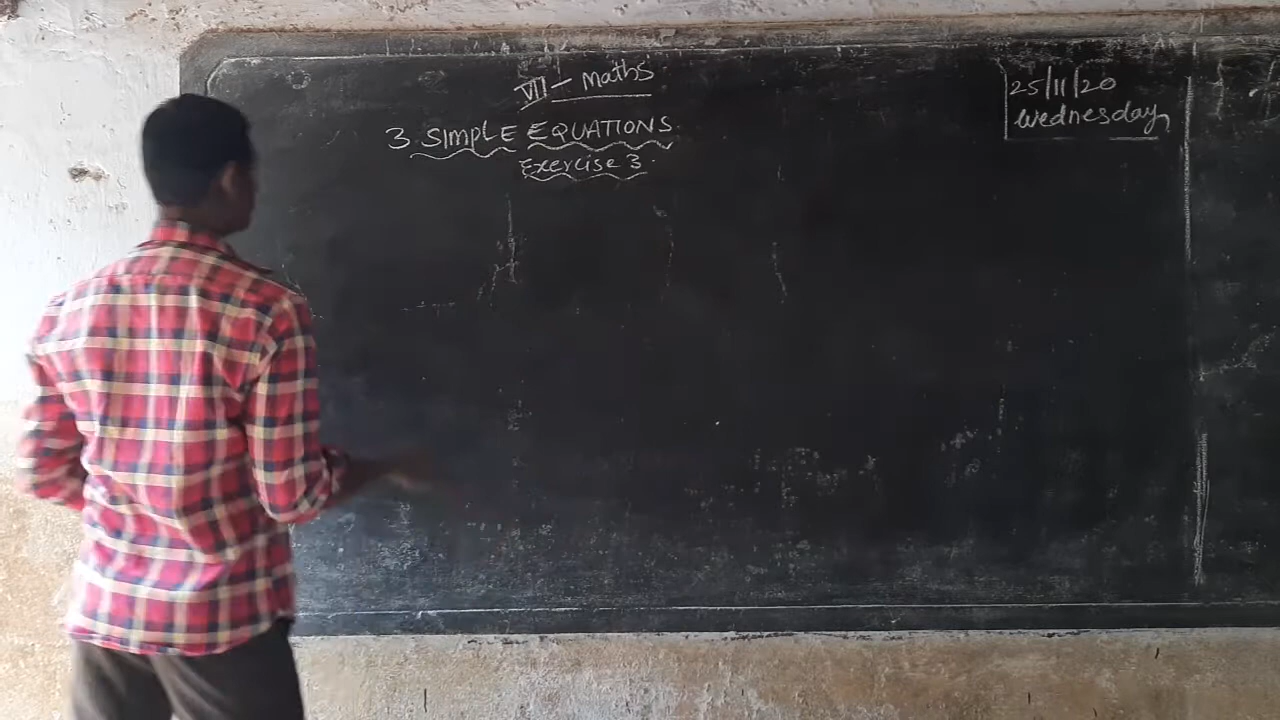 VII - Maths
25/11/20
Wednesday
3. SIMPLE EQUATIONS
Exercise 3.